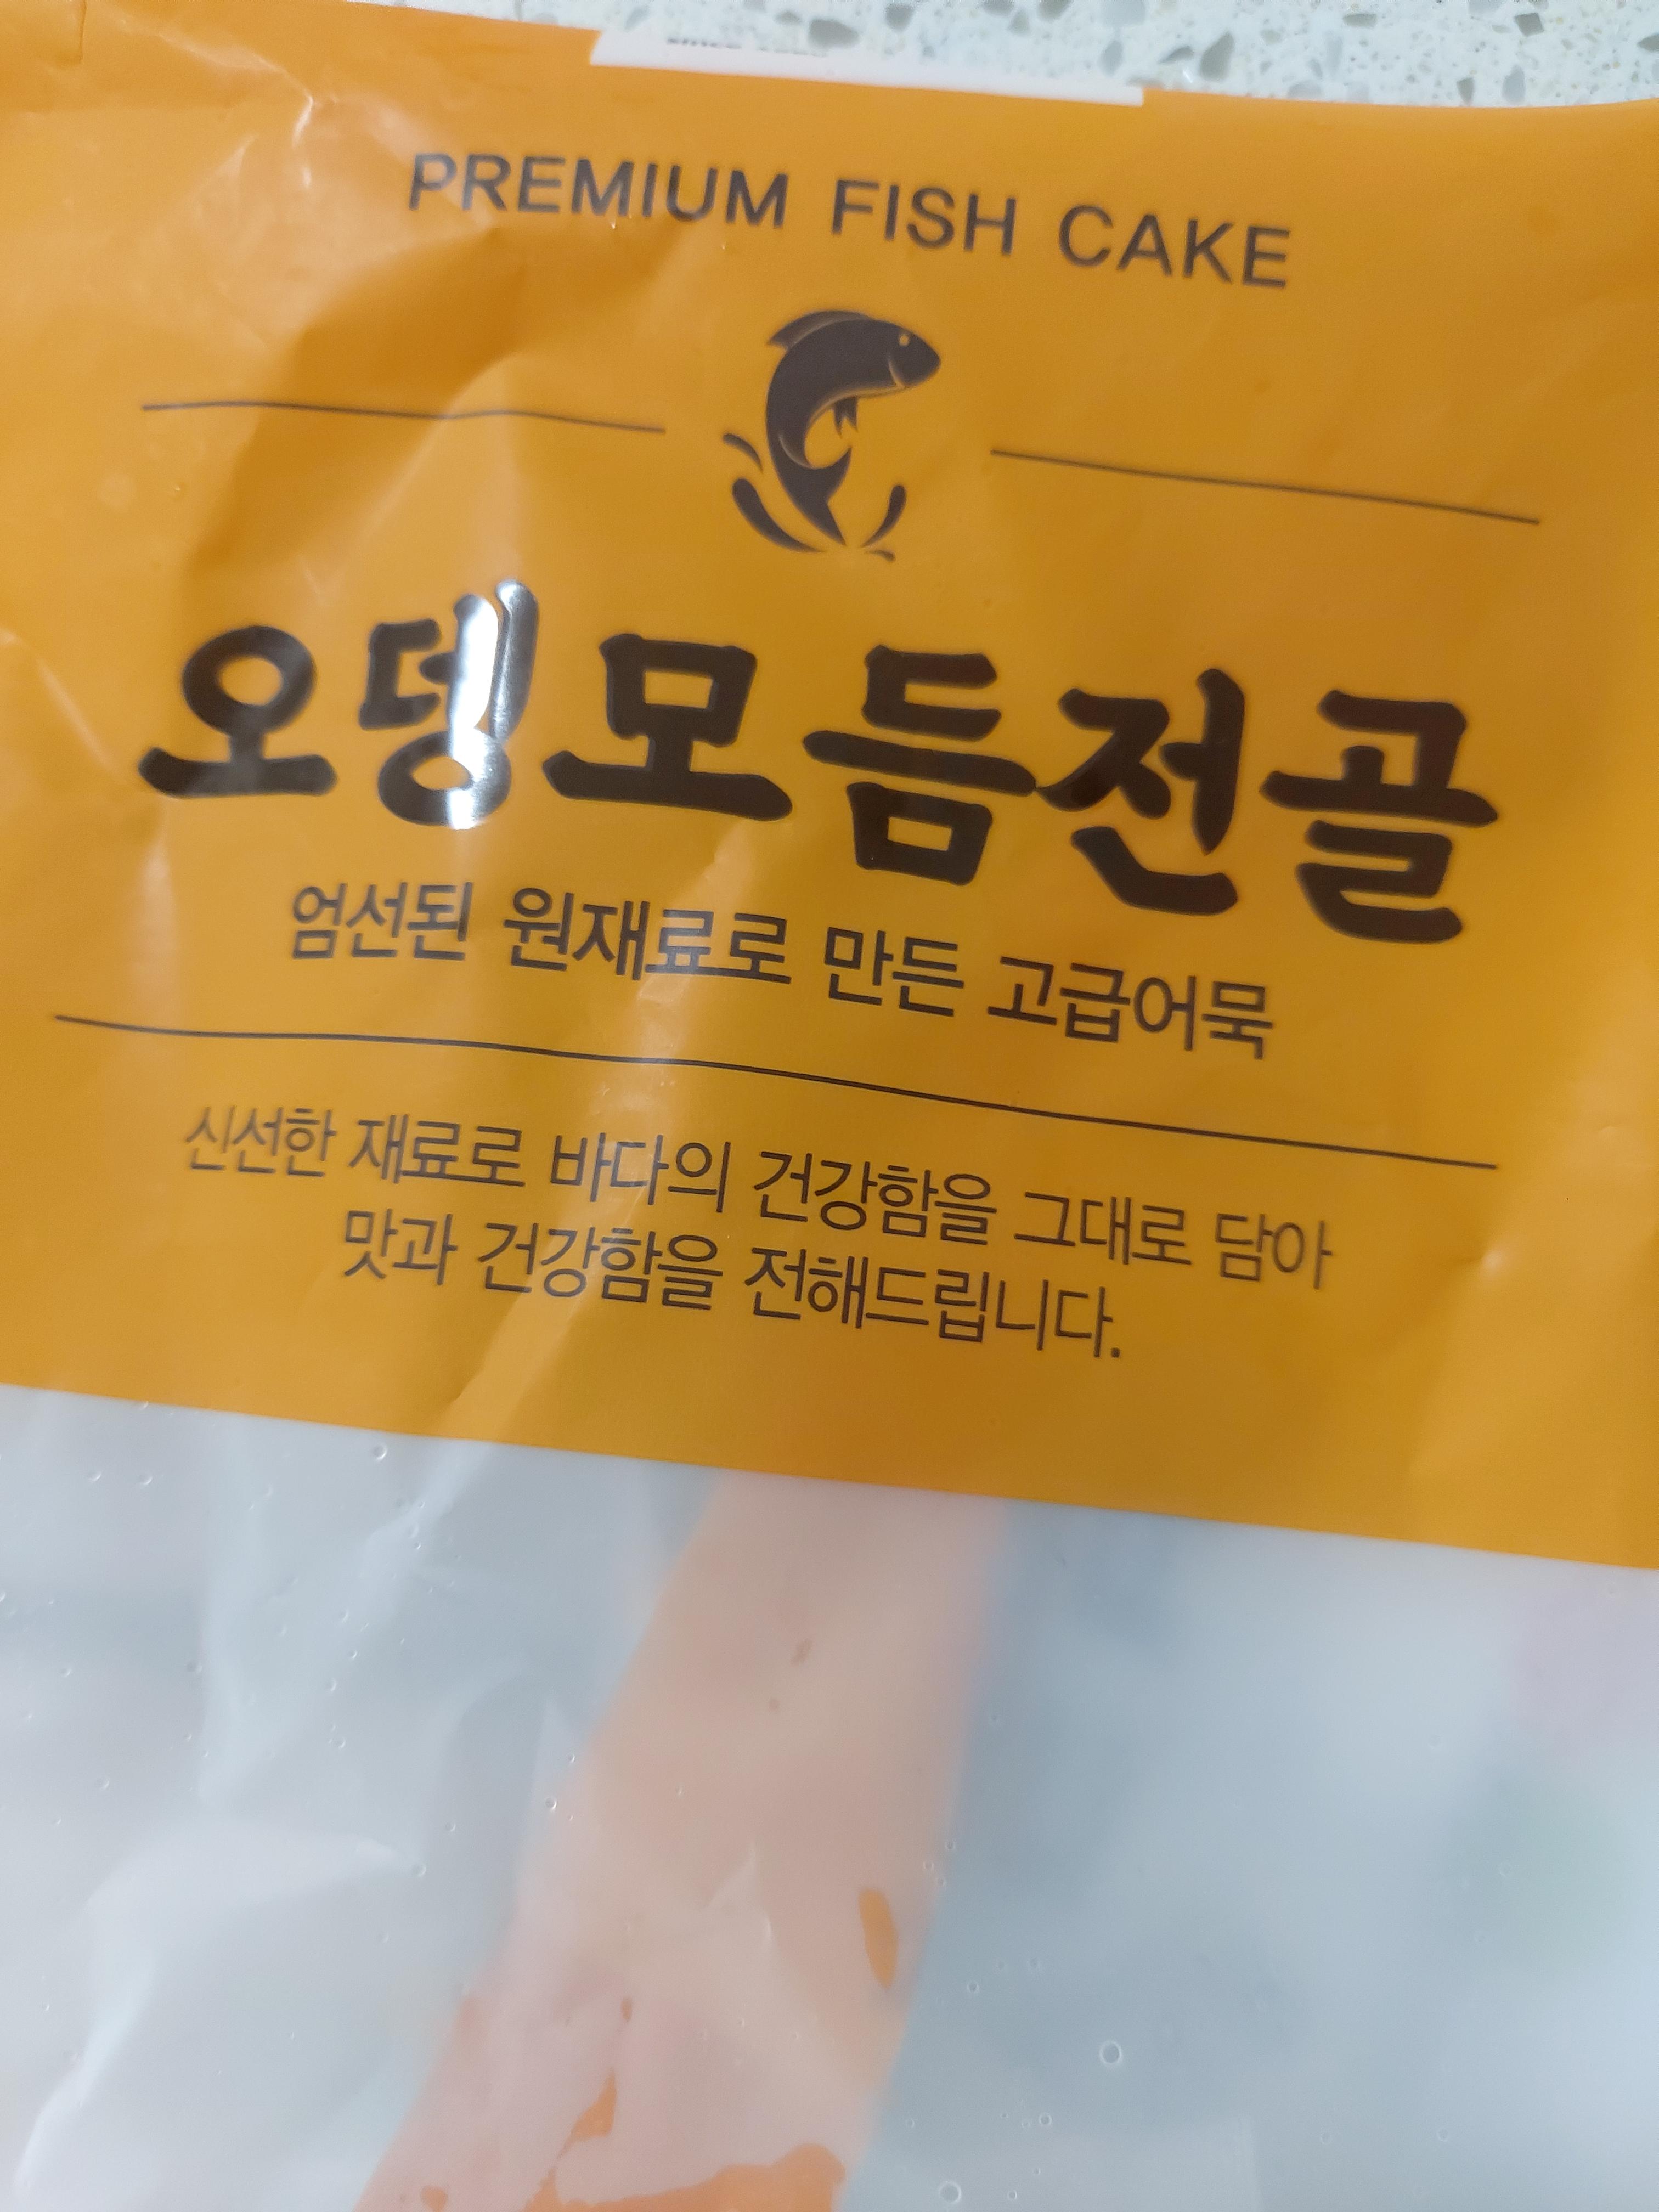 PREMIUM FISH CAKE
오뎅모듬전골
엄선된 원재료로 만든 고급어묵
신선한 재료로 바다의 건강함을 그대로 담아
맛과 건강함을 전해드립니다.